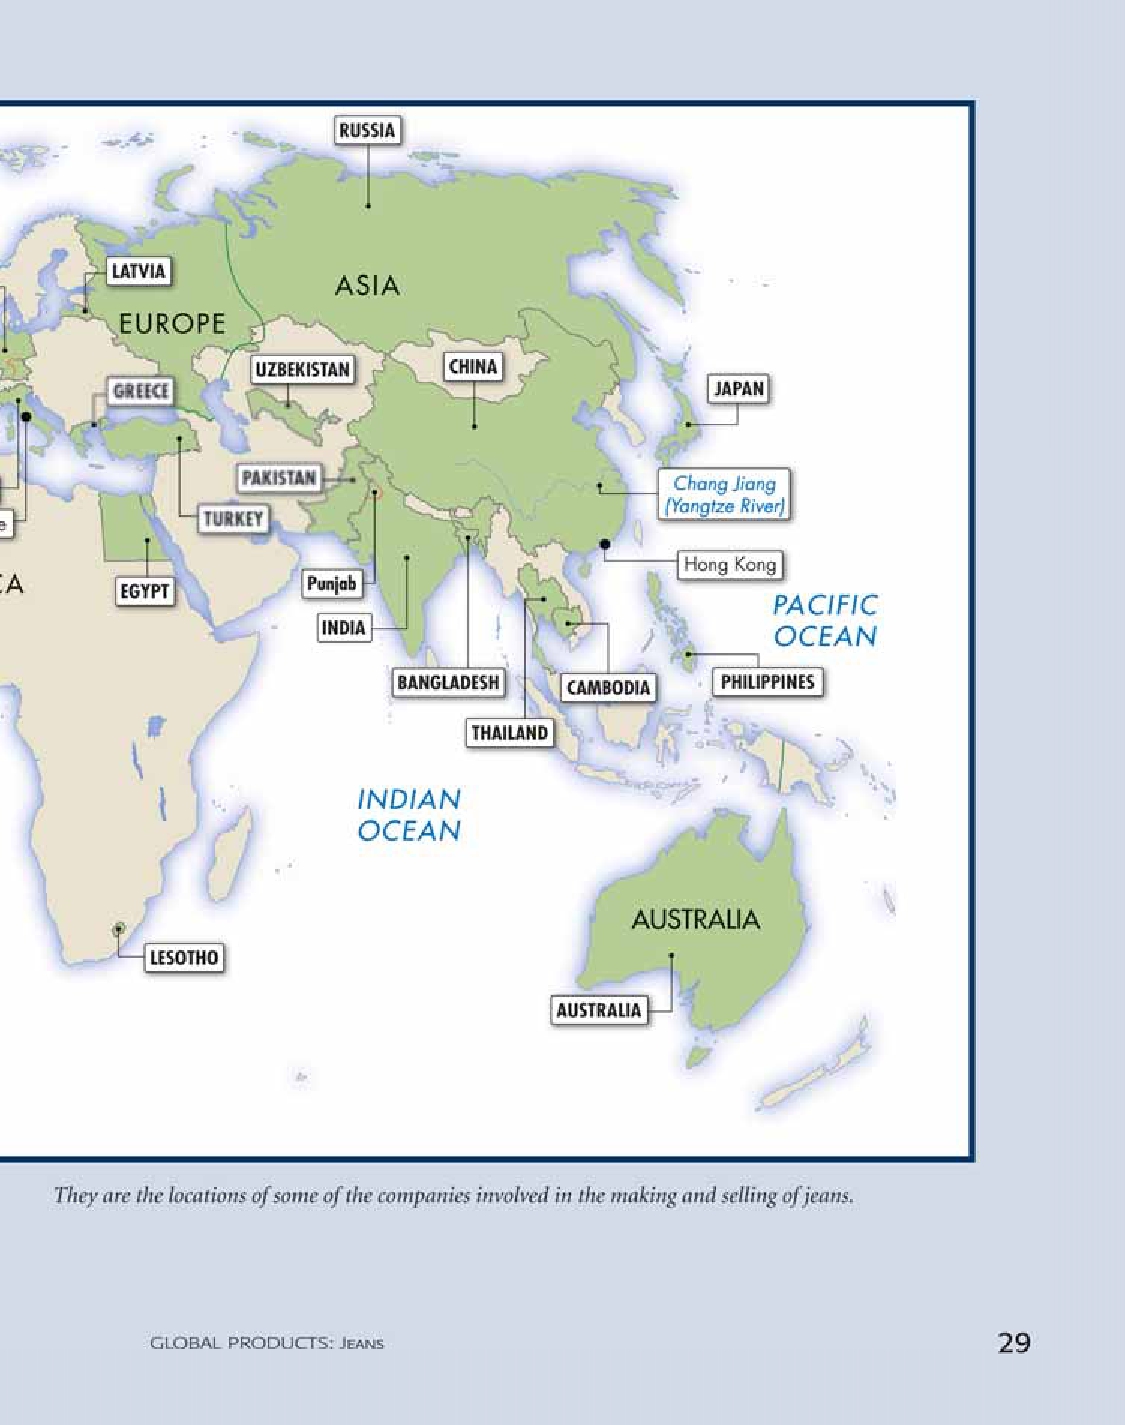 RUSSIA
LATVIA
ASIA
EUROPE
UZBEKISTAN
CHINA
GREECE
JAPAN
PAKISTAN
Chang Jiang
(Yangtze River)
TURKEY
Hong Kong
EGYPT
Punjab
PACIFIC
OCEAN
INDIA
BANGLADESH
CAMBODIA
PHILIPPINES
THAILAND
INDIAN
OCEAN
AUSTRALIA
LESOTHO
AUSTRALIA
They are the locations of some of the companies involved in the making and selling of jeans.
GLOBAL PRODUCTS: JEANS
29